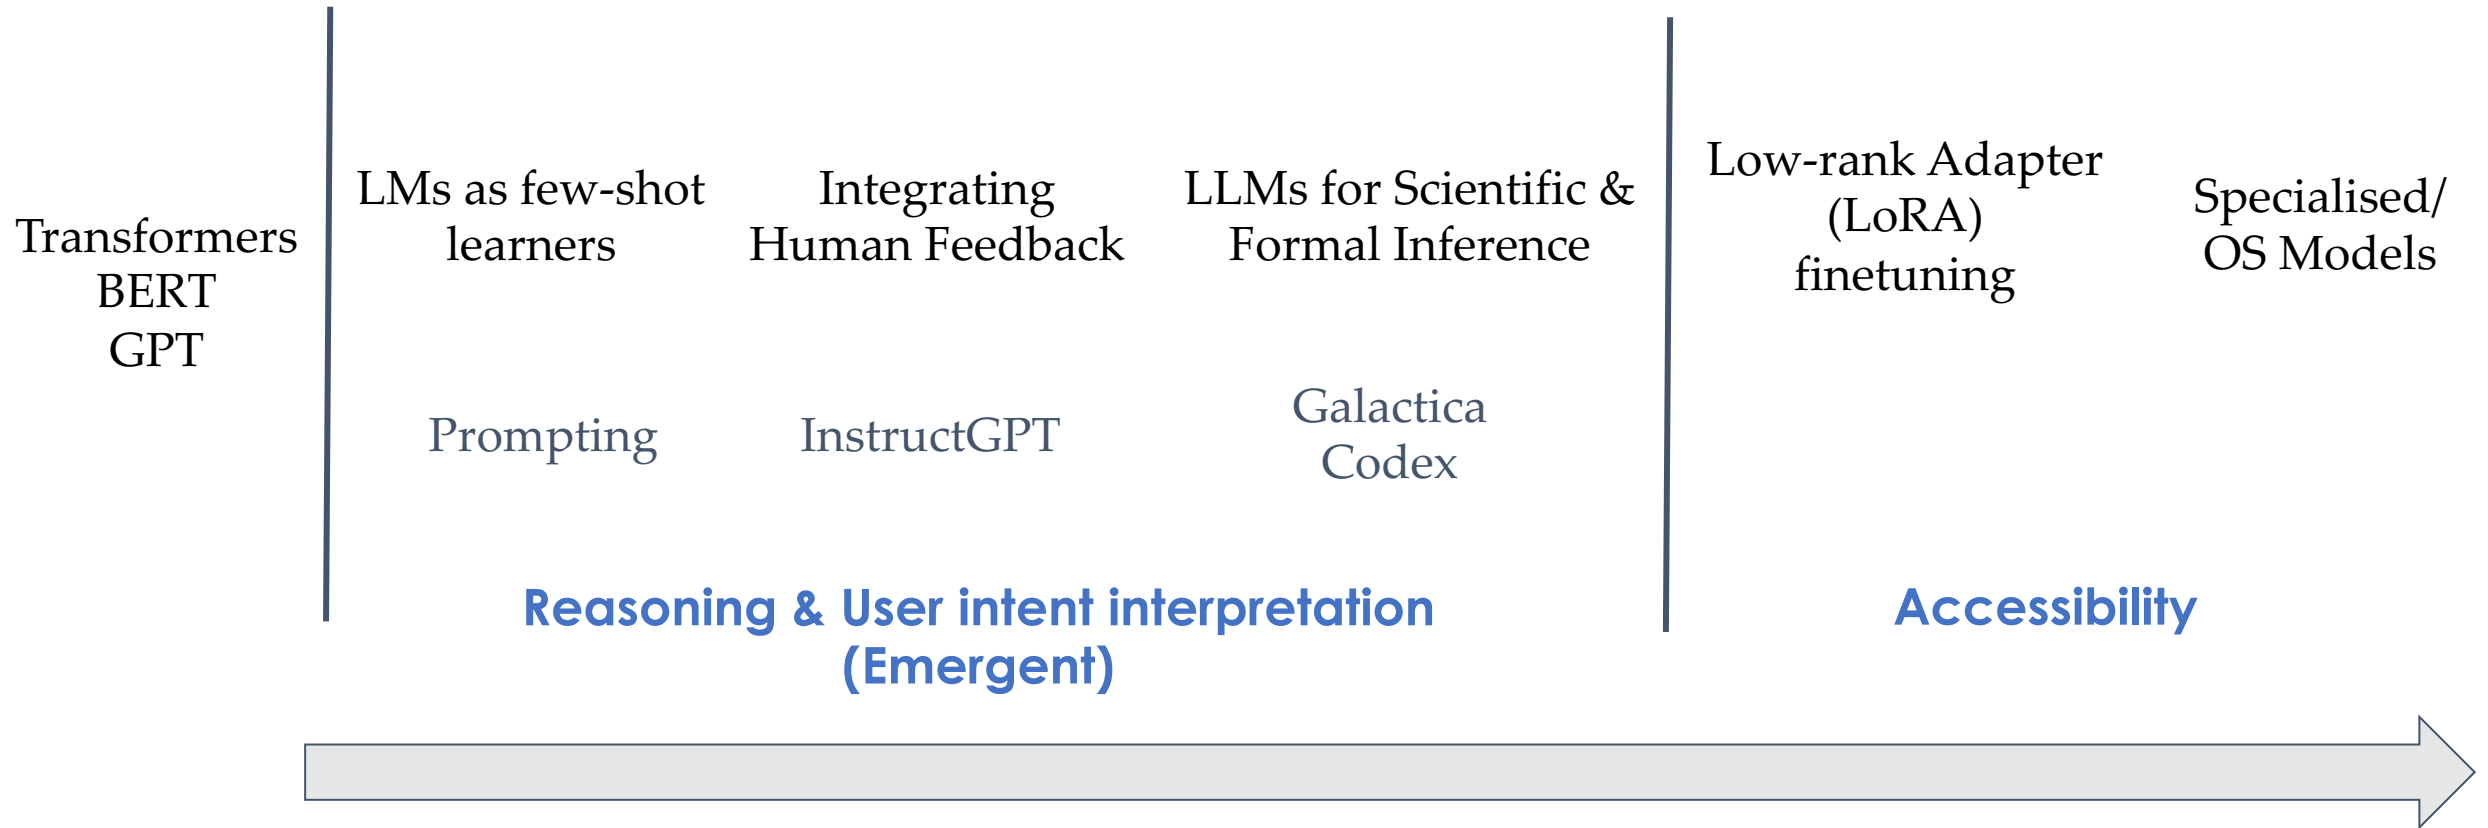 Transformers
BERT
GPT
LMs as few-shot
learners
Prompting
Integrating
Human Feedback
InstructGPT
LLMs for Scientific &
Formal Inference
Galactica
Codex
Reasoning & User intent interpretation
(Emergent)
Low-rank Adapter
(LoRA)
finetuning
Specialised/
OS Models
Accessibility